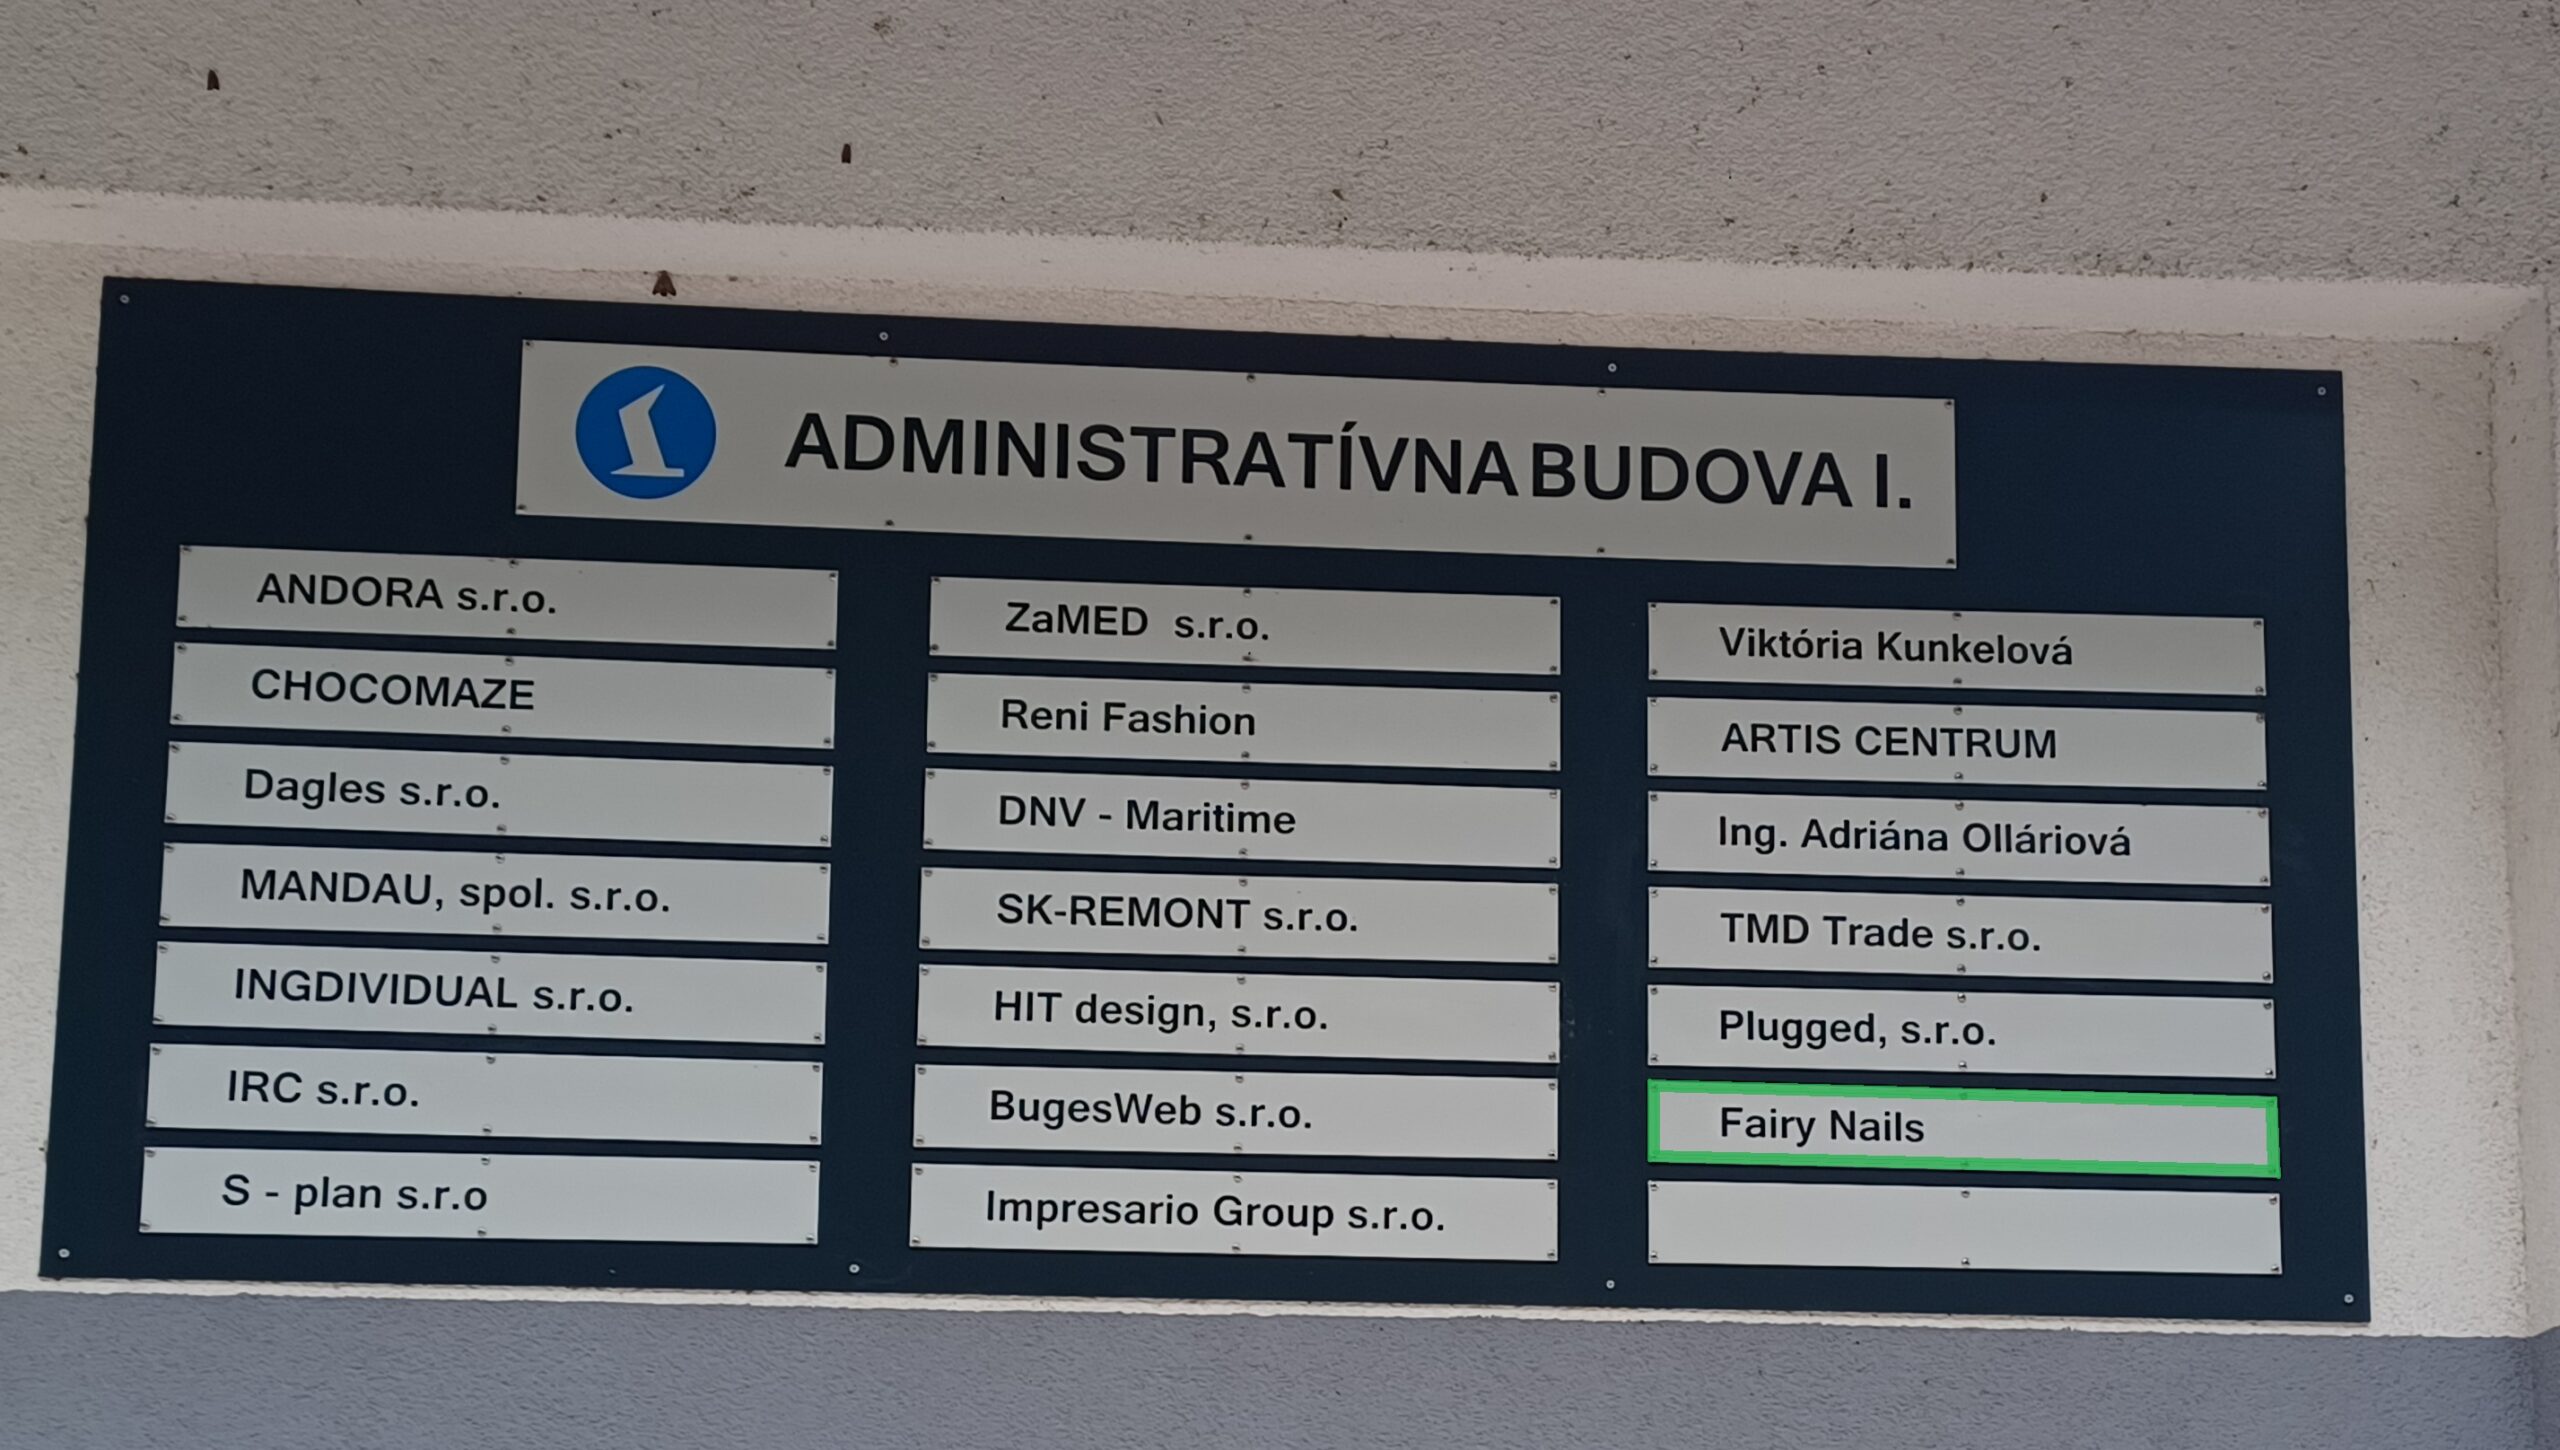 ADMINISTRATÍVNA BUDOVA I.
ANDORA s.r.o.
CHOCOMAZE
Dagles s.r.o.
MANDAU, spol. s.r.o.
INGDIVIDUAL s.r.o.
IRC s.r.o.
S - plan s.r.o
ZaMED s.r.o.
Reni Fashion
DNV - Maritime
SK-REMONT s.r.o.
HIT design, s.r.o.
BugesWeb s.r.o.
Impresario Group s.r.o.
Viktória Kunkelová
ARTIS CENTRUM
Ing. Adriána Olláriová
TMD Trade s.r.o.
Plugged, s.r.o.
Fairy Nails